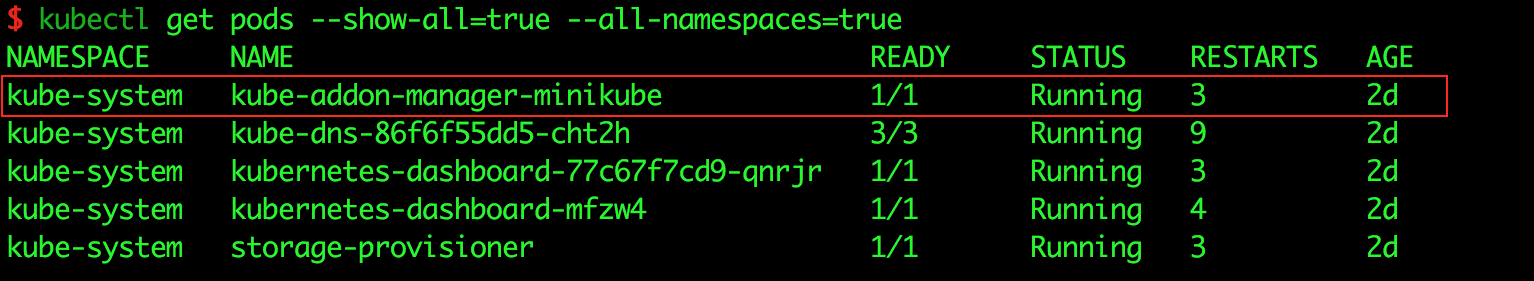 $ kubectl get pods --show-all=true --all-namespaces=true
NAMESPACE NAME READY STATUS RESTARTS AGE
kube-system kube-addon-manager-minikube 1/1 Running 3 2d
kube-system kube-dns-86f6f55dd5-cht2h 3/3 Running 9 2d
kube-system kubernetes-dashboard-77c67f7cd9-qnrjr 1/1 Running 3 2d
kube-system kubernetes-dashboard-mfzw4 1/1 Running 4 2d
kube-system storage-provisioner 1/1 Running 3 2d